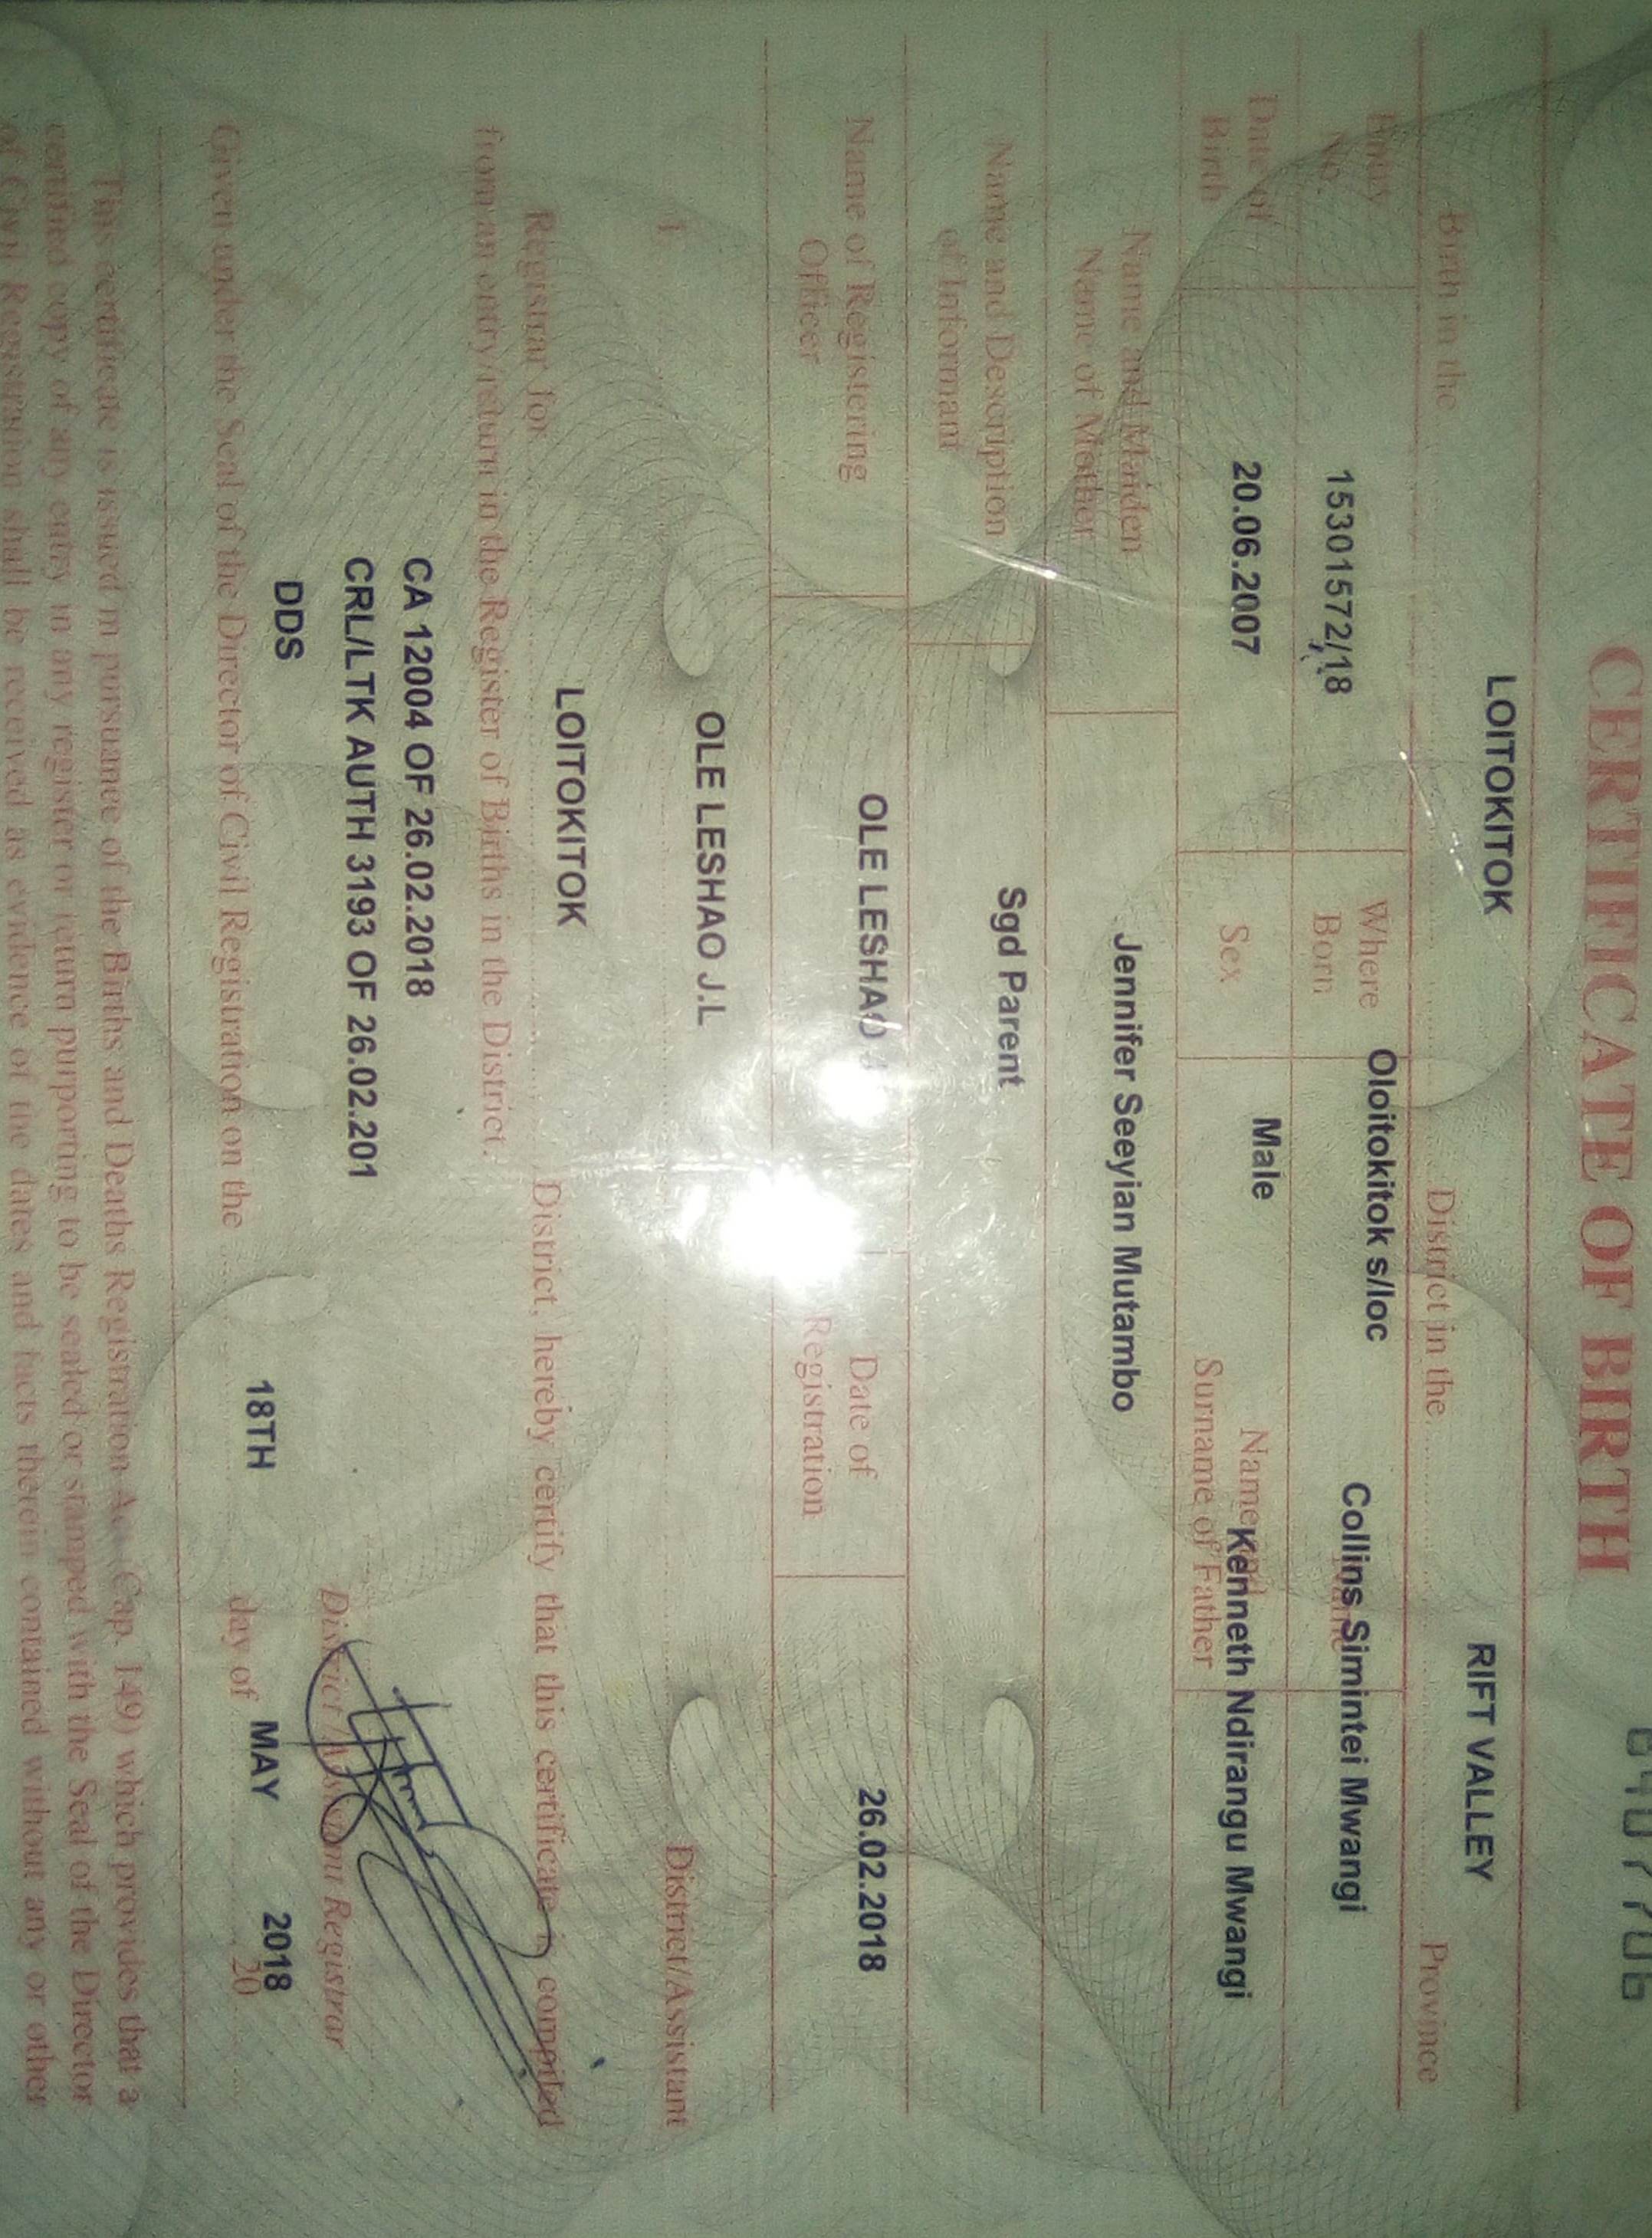 CERTIFICATE OF BIRTH
Birth in the LOITOKITOK District in the RIFT VALLEY Province
Entry No. 15301572/18 Where Born Oloitokitok s/loc Name Collins Simintei Mwangi
Date of Birth 20.06.2007 Sex Male Name and Surname of Father Kenneth Ndirangu Mwangi
Name and Maiden Name of Mother Jennifer Seeyian Mutambo
Name and Description of Informant Sgd Parent
Name of Registering Officer OLE LESHAO Date of Registration 26.02.2018
I, OLE LESHAO J.L District/Assistant
Registrar for LOITOKITOK District, hereby certify that this certificate is compiled
from an entry/return in the Register of Births in the District.
CA 12004 OF 26.02.2018
CRL/LTK AUTH 3193 OF 26.02.201
District/Assistant Registrar
DDS
Given under the Seal of the Director of Civil Registration on the 18TH day of MAY 2018 20
This certificate is issued in pursuance of the Births and Deaths Registration Act (Cap. 149) which provides that a
certified copy of any entry in any register or return purporting to be sealed or stamped with the Seal of the Director
of Civil Registration shall be received as evidence of the dates and facts therein contained without any or other